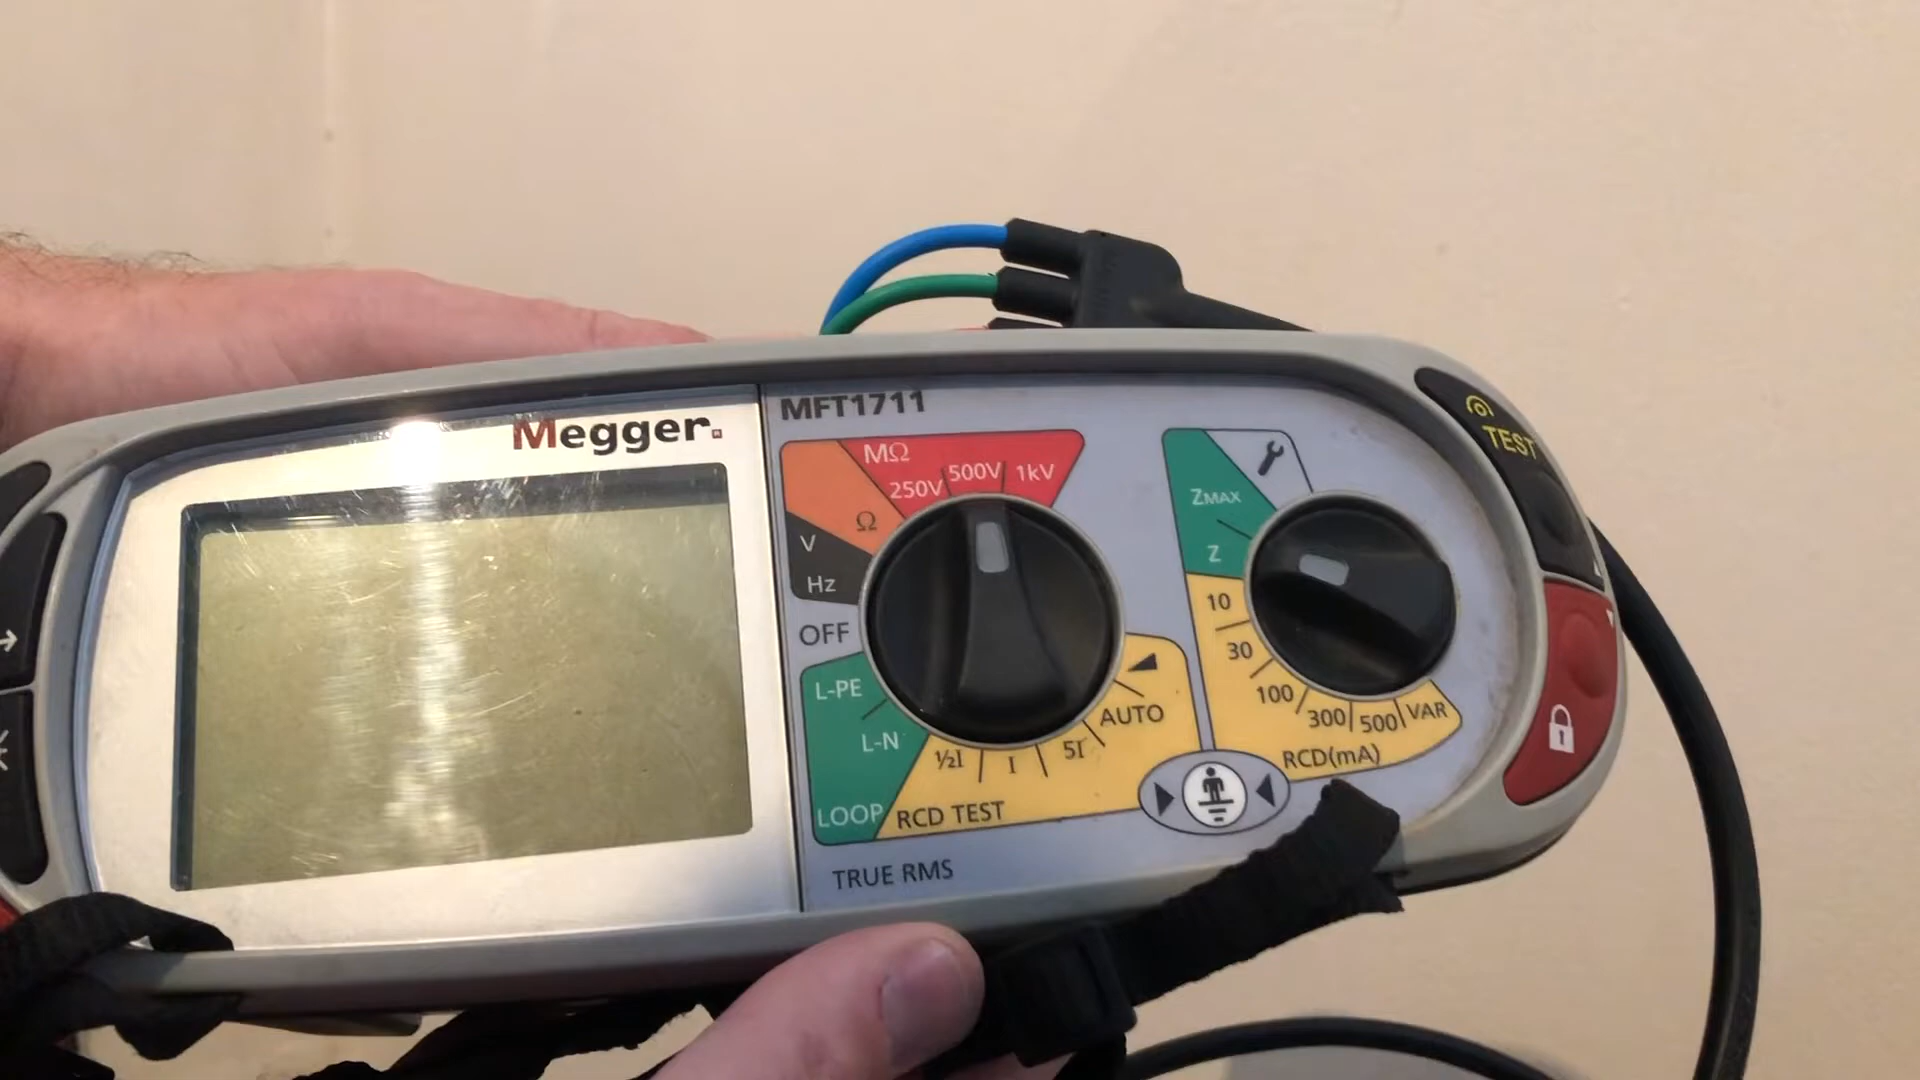 Megger.
MFT1711
MΩ
250V
500V
1kV
Ω
V
Hz
OFF
L-PE
L-N
LOOP
½I
I
5I
AUTO
RCD TEST
TRUE RMS
ZMAX
Z
10
30
100
300
500
VAR
RCD(mA)
TEST